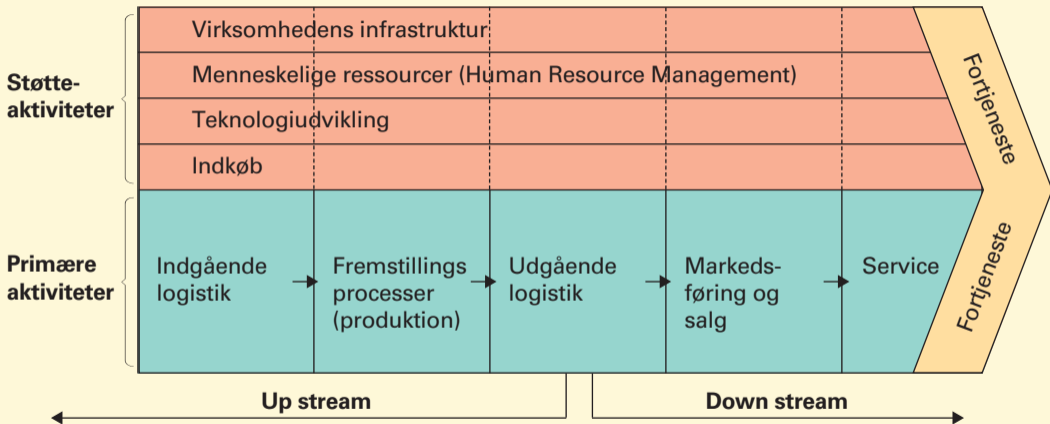 Støtte-
aktiviteter
Virksomhedens infrastruktur
Menneskelige ressourcer (Human Resource Management)
Teknologiudvikling
Indkøb
Fortjeneste
Primære
aktiviteter
Indgående
logistik
Fremstillings
processer
(produktion)
Udgående
logistik
Markeds-
føring og
salg
Service
Fortjeneste
Up stream
Down stream